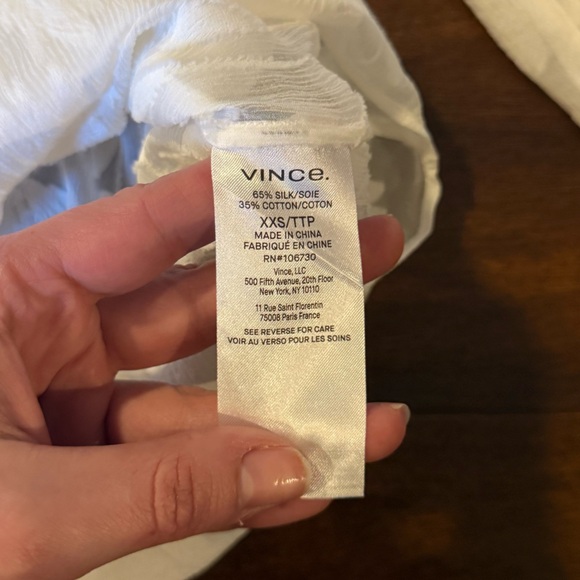 VINCE.
65% SILK/SOIE
35% COTTON/COTON
XXS/TTP
MADE IN CHINA
FABRIQUÉ EN CHINE
RN#106730
Vince, LLC
500 Fifth Avenue, 20th Floor
New York, NY 10110
11 Rue Saint Florentin
75008 Paris France
SEE REVERSE FOR CARE
VOIR AU VERSO POUR LES SOINS